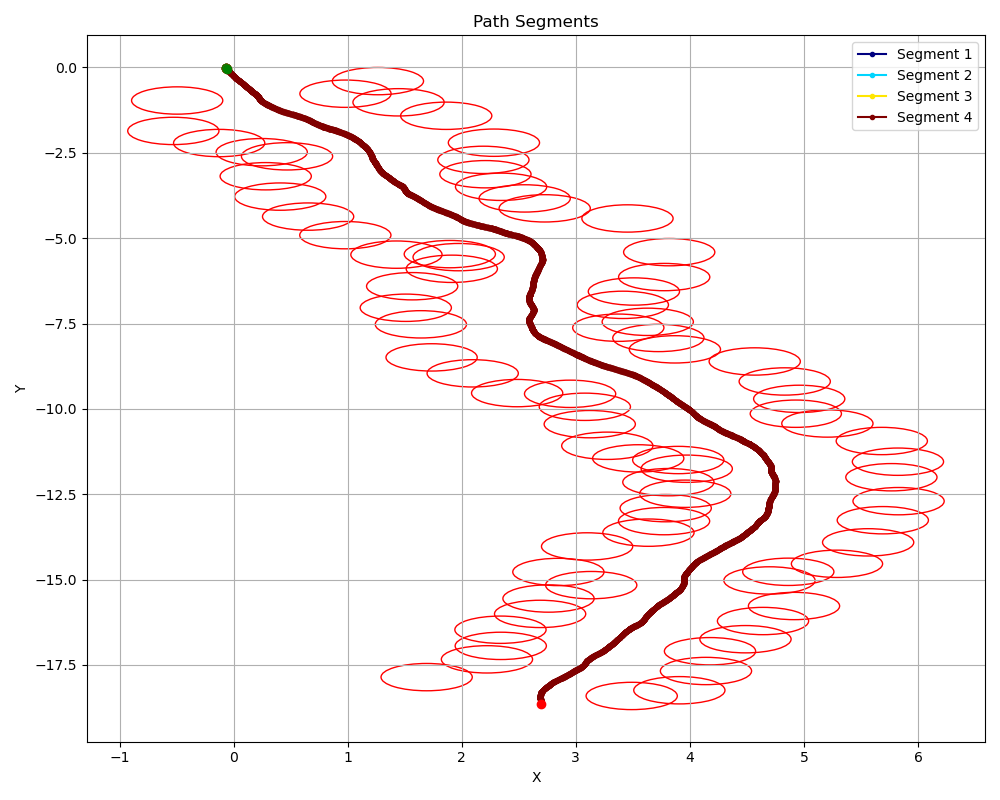 Path Segments
Segment 1
Segment 2
Segment 3
Segment 4
0.0
−2.5
−5.0
−7.5
−10.0
−12.5
−15.0
−17.5
Y
−1
0
1
2
3
4
5
6
X